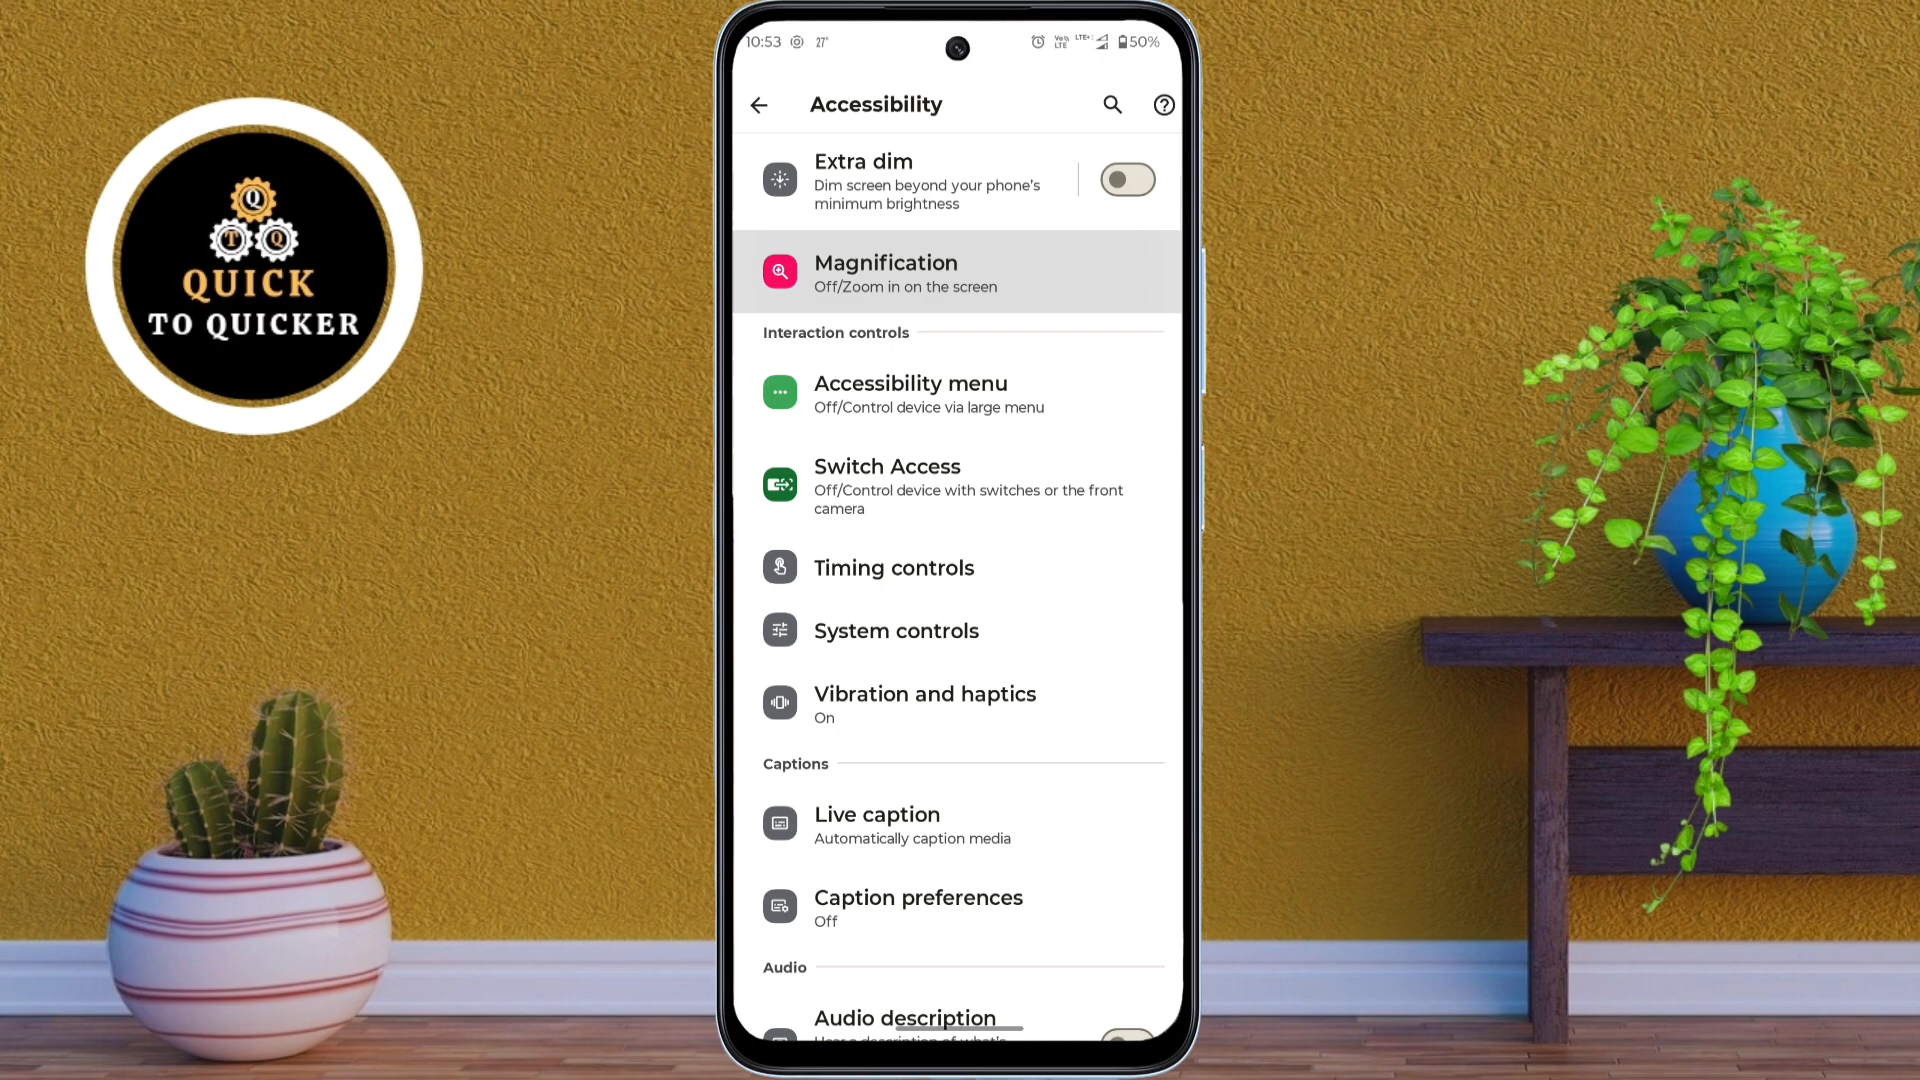 10:53 27° Vo LTE LTE+ 50%
Accessibility
Extra dim
Dim screen beyond your phone's
minimum brightness
Magnification
Off/Zoom in on the screen
Interaction controls
Accessibility menu
Off/Control device via large menu
Switch Access
Off/Control device with switches or the front
camera
Timing controls
System controls
Vibration and haptics
On
Captions
Live caption
Automatically caption media
Caption preferences
Off
Audio
Audio description
Q
T Q
QUICK
TO QUICKER